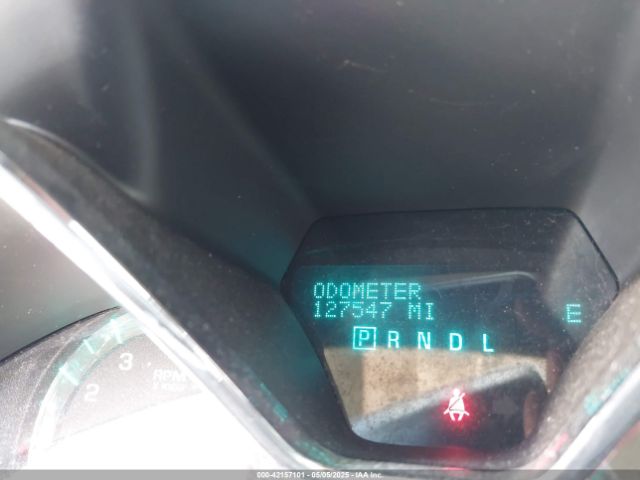 ODOMETER
127547 MI
E
P R N D L
3
2
RPM
000-42157101 - 05/05/2025 - IAA Inc.